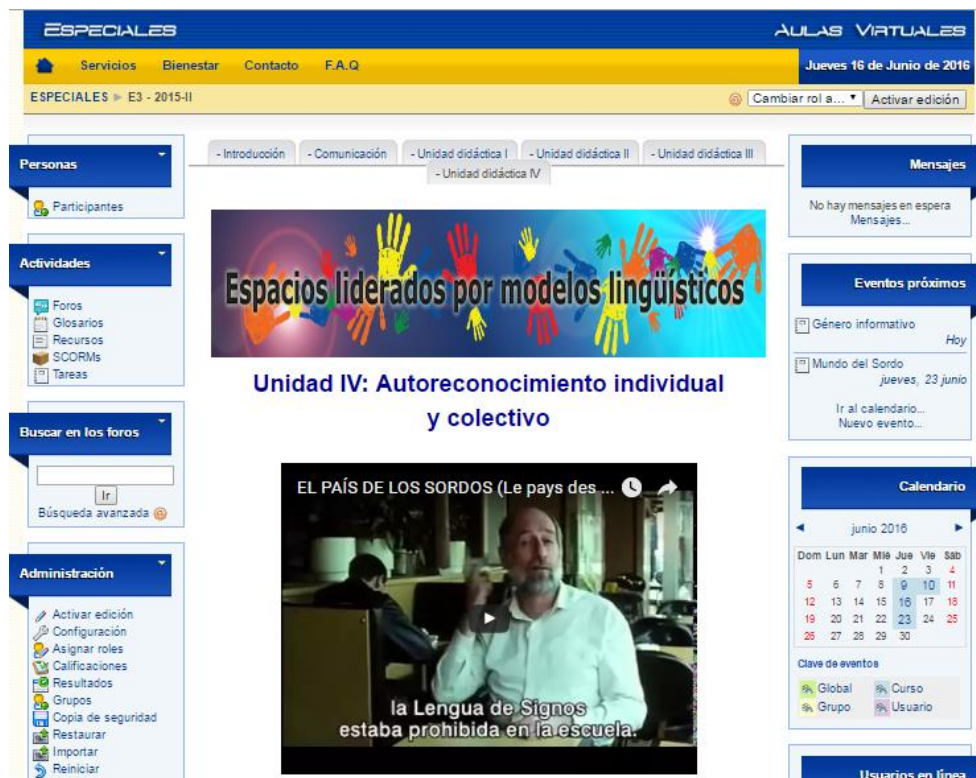 ESPECIALES
AULAS VIRTUALES
Servicios Bienestar Contacto F.A.Q
Jueves 16 de Junio de 2016
ESPECIALES ► E3 - 2015-II
Cambiar rol a... ▼ Activar edición
Personas
Participantes
Actividades
Foros
Glosarios
Recursos
SCORMs
Tareas
Buscar en los foros
Ir
Búsqueda avanzada
Administración
Activar edición
Configuración
Asignar roles
Calificaciones
Resultados
Grupos
Copia de seguridad
Restaurar
Importar
Reiniciar
- Introducción - Comunicación - Unidad didáctica I - Unidad didáctica II - Unidad didáctica III
- Unidad didáctica IV
Espacios liderados por modelos lingüísticos
Unidad IV: Autoreconocimiento individual
y colectivo
EL PAÍS DE LOS SORDOS (Le pays des ...
la Lengua de Signos
estaba prohibida en la escuela.
Mensajes
No hay mensajes en espera
Mensajes...
Eventos próximos
Género informativo
Hoy
Mundo del Sordo
jueves, 23 junio
Ir al calendario...
Nuevo evento...
Calendario
◄ junio 2016 ►
Dom Lun Mar Mié Jue Vie Sáb
1 2 3 4
5 6 7 8 9 10 11
12 13 14 15 16 17 18
19 20 21 22 23 24 25
26 27 28 29 30
Clave de eventos
Global Curso
Grupo Usuario
Usuarios en línea